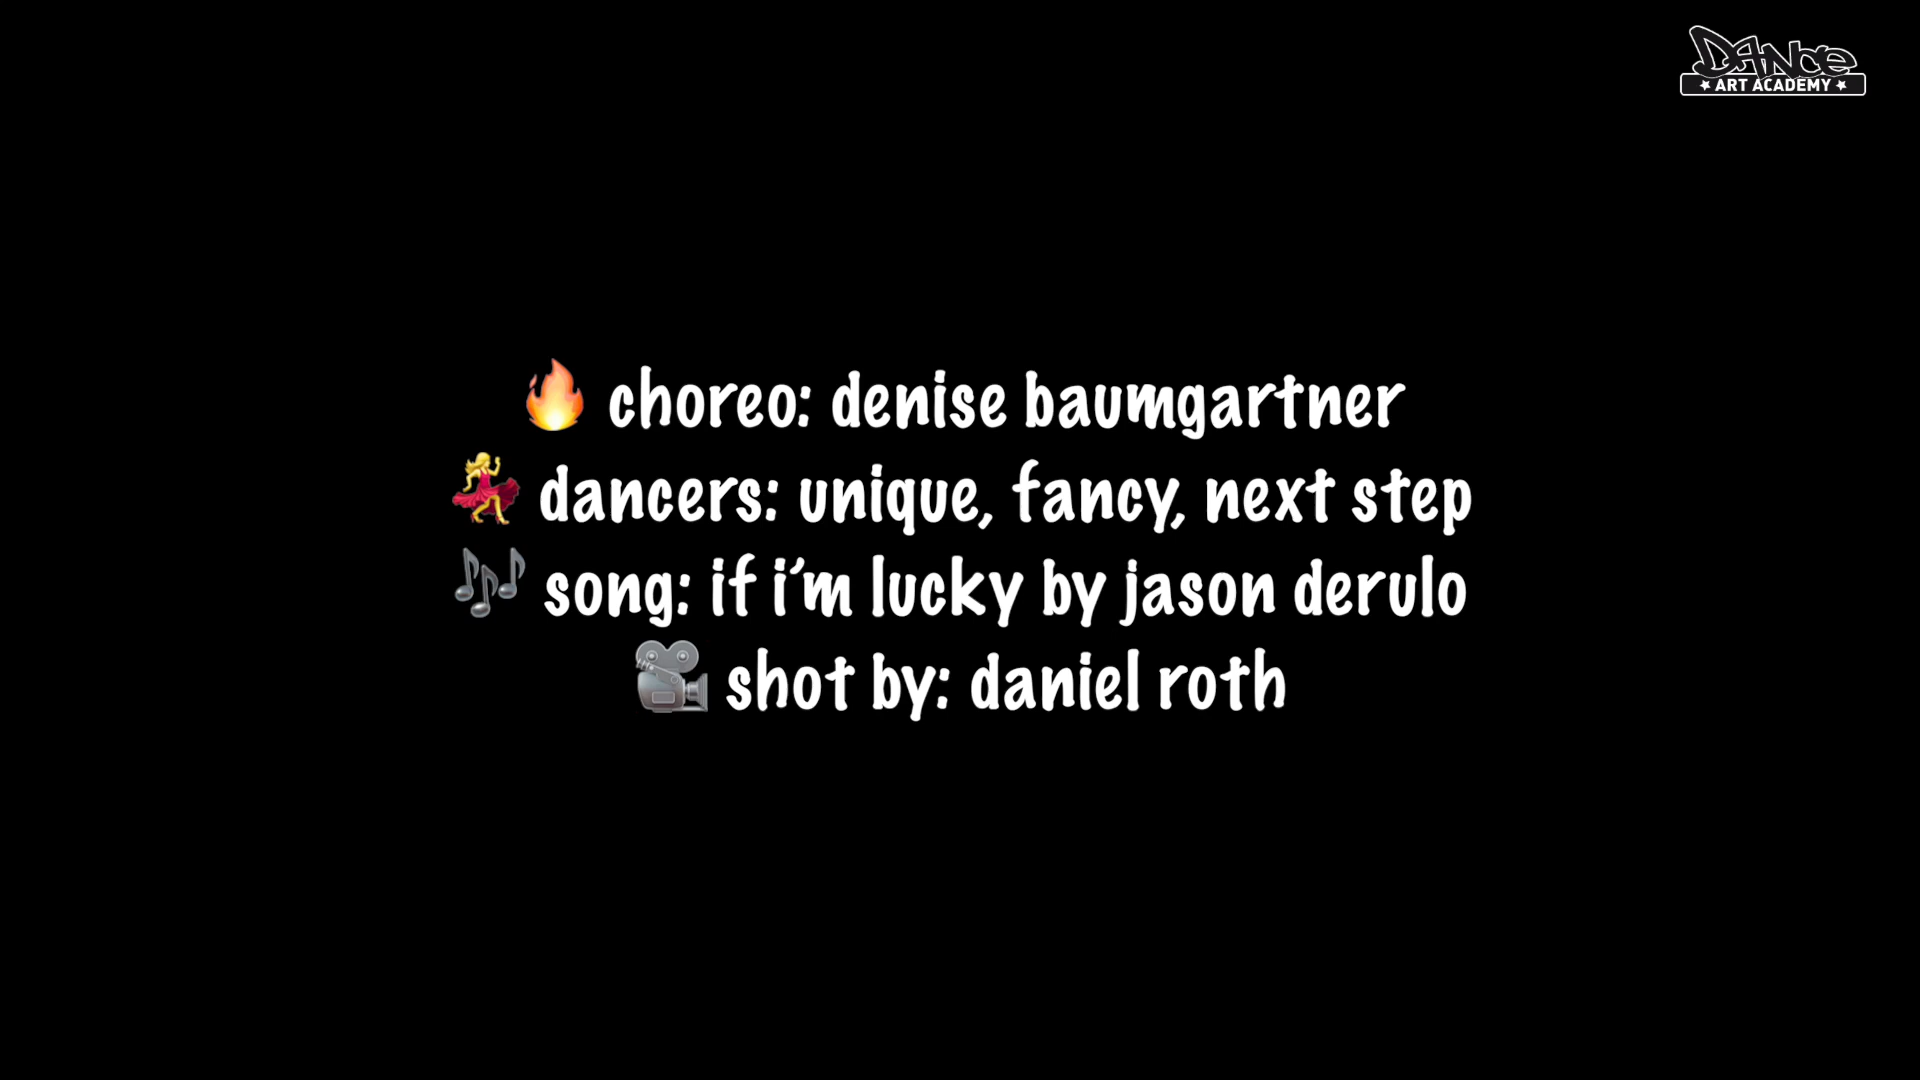 DANCE
★ ART ACADEMY ★
🔥 choreo: denise baumgartner
💃 dancers: unique, fancy, next step
🎶 song: if i’m lucky by jason derulo
🎥 shot by: daniel roth